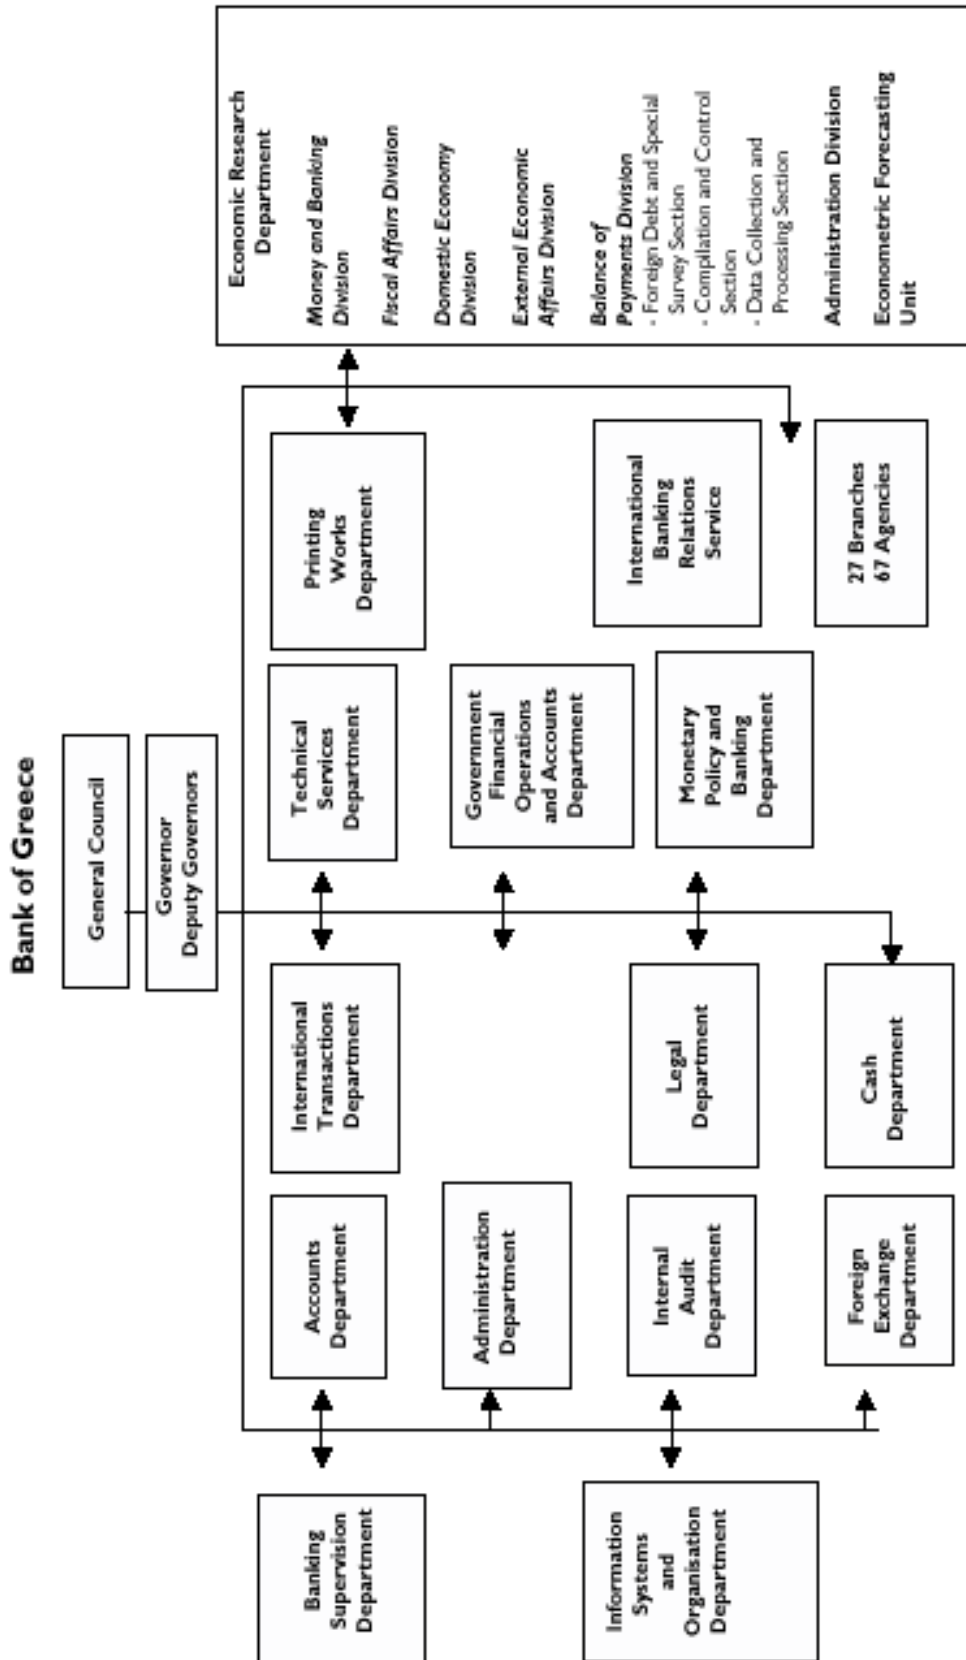 Bank of Greece
General Council
Governor
Deputy Governors
Banking
Supervision
Department
Accounts
Department
International
Transactions
Department
Technical
Services
Department
Printing
Works
Department
Economic Research
Department
Money and Banking
Division
Fiscal Affairs Division
Domestic Economy
Division
External Economic
Affairs Division
Balance of
Payments Division
- Foreign Debt and Special
Survey Section
- Compilation and Control
Section
- Data Collection and
Processing Section
Administration Division
Econometric Forecasting
Unit
Administration
Department
Government
Financial
Operations
and Accounts
Department
Information
Systems
and
Organisation
Department
Internal
Audit
Department
Legal
Department
Monetary
Policy and
Banking
Department
International
Banking
Relations
Service
Foreign
Exchange
Department
Cash
Department
27 Branches
67 Agencies